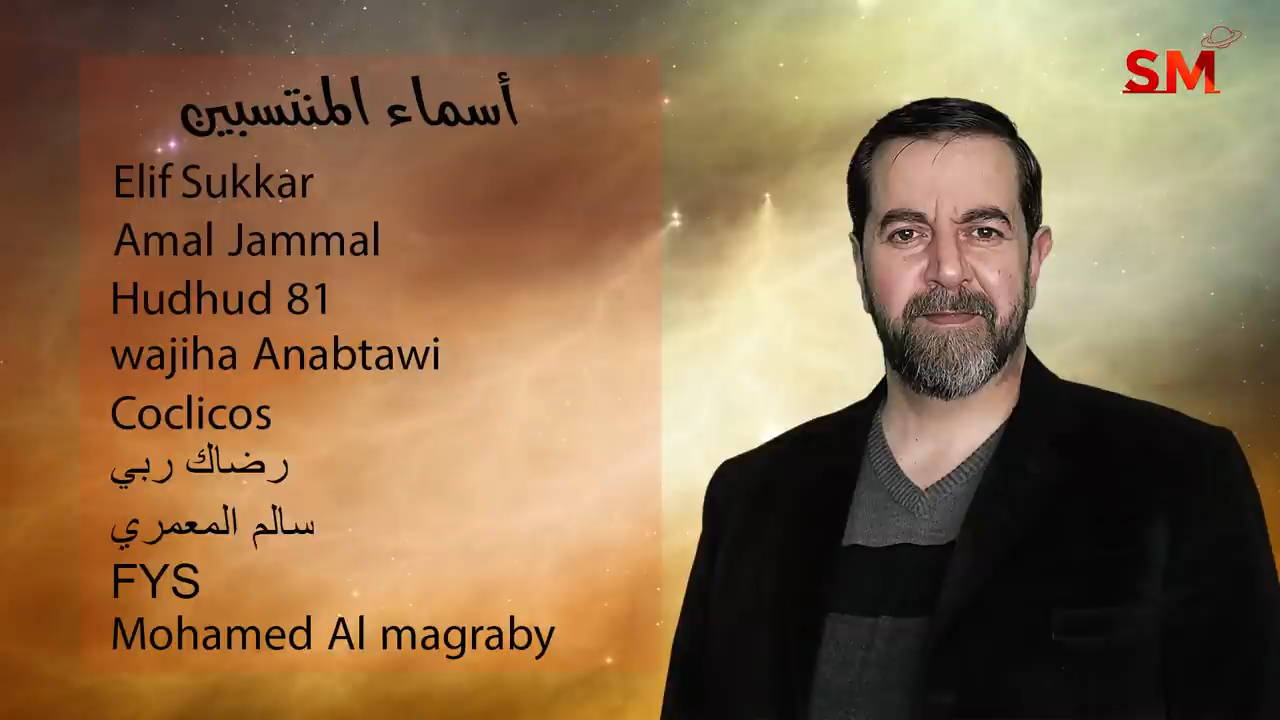 SM
أسماء المنتسبين
Elif Sukkar
Amal Jammal
Hudhud 81
wajiha Anabtawi
Coclicos
رضاك ربي
سالم المعمري
FYS
Mohamed Al magraby